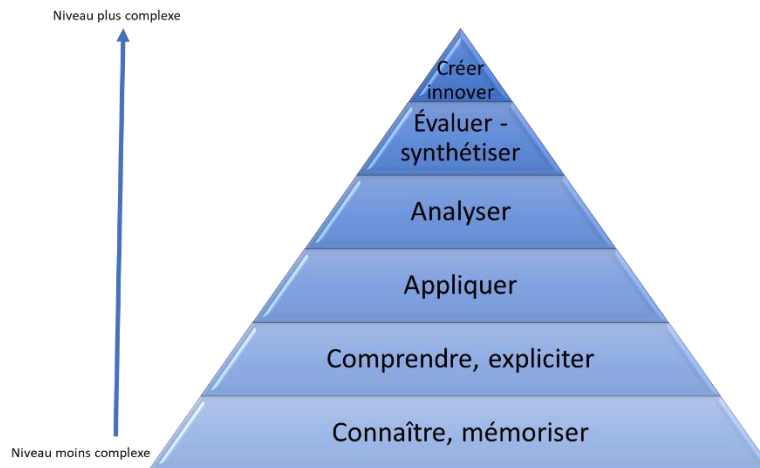 Niveau plus complexe
Créer
innover
Évaluer -
synthétiser
Analyser
Appliquer
Comprendre, expliciter
Connaître, mémoriser
Niveau moins complexe